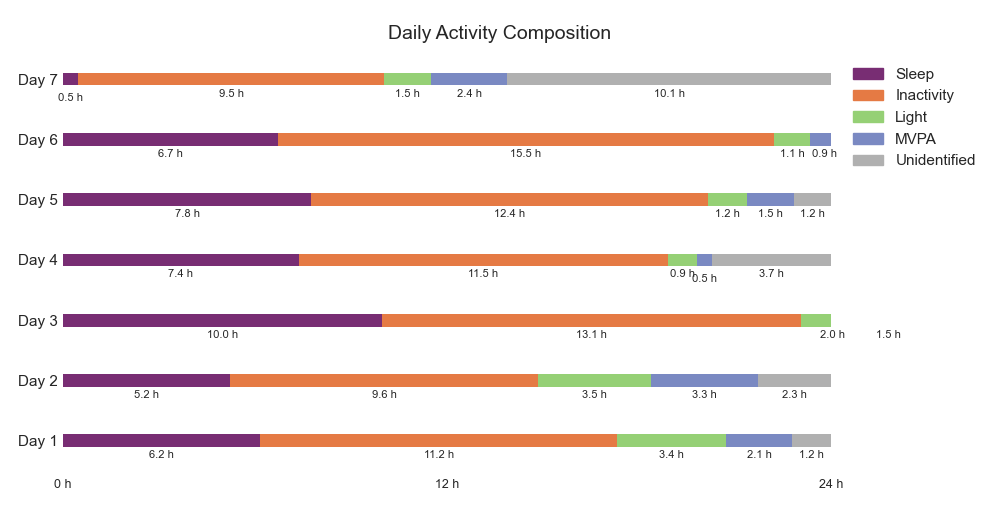 Daily Activity Composition
Sleep
Inactivity
Light
MVPA
Unidentified
Day 7
0.5 h 9.5 h 1.5 h 2.4 h 10.1 h
Day 6
6.7 h 15.5 h 1.1 h 0.9 h
Day 5
7.8 h 12.4 h 1.2 h 1.5 h 1.2 h
Day 4
7.4 h 11.5 h 0.9 h 0.5 h 3.7 h
Day 3
10.0 h 13.1 h 2.0 h 1.5 h
Day 2
5.2 h 9.6 h 3.5 h 3.3 h 2.3 h
Day 1
6.2 h 11.2 h 3.4 h 2.1 h 1.2 h
0 h 12 h 24 h